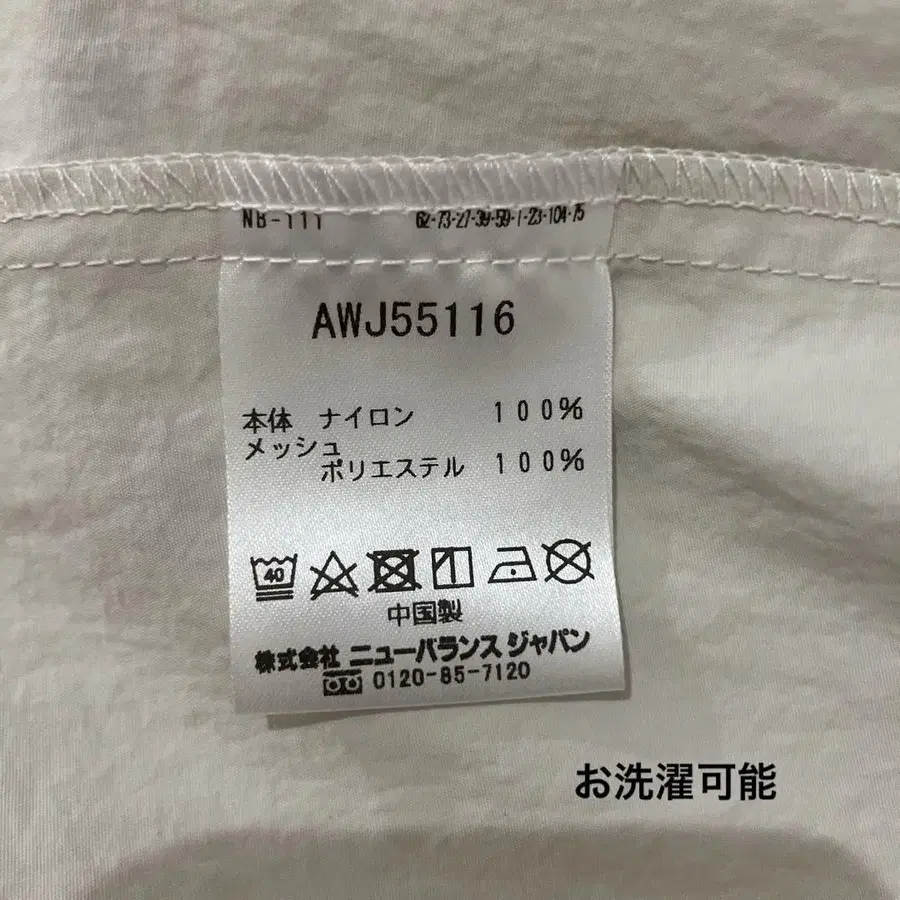 NB-111 62-73-27-39-59-1-23-104-75
AWJ55116
本体 ナイロン 100%
メッシュ
ポリエステル 100%
40
中国製
株式会社 ニューバランス ジャパン
0120-85-7120
お洗濯可能